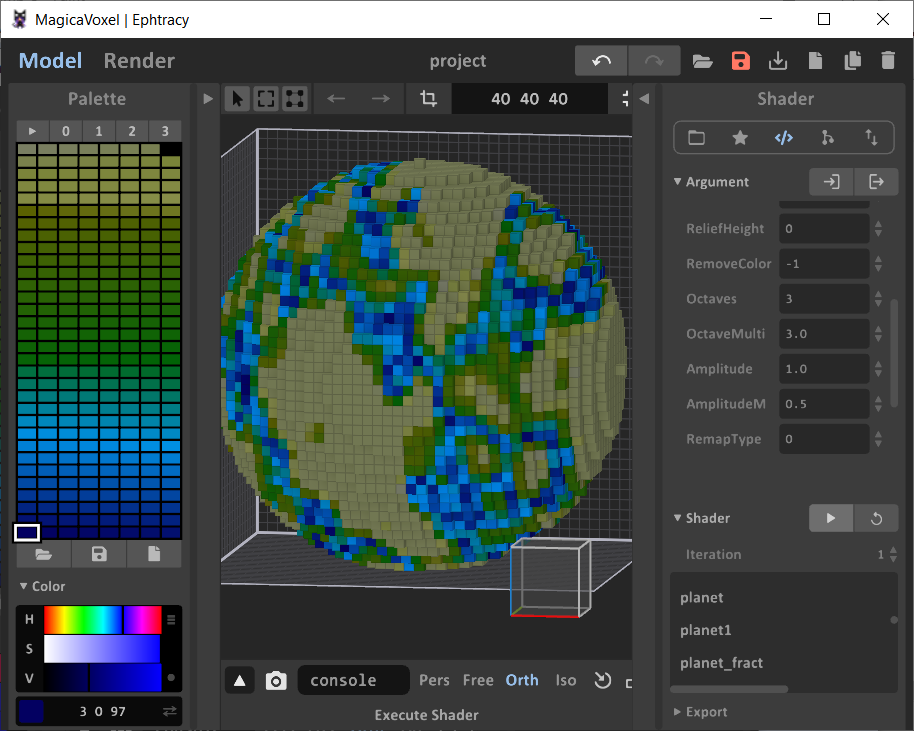 MagicaVoxel | Ephtracy
Model Render
project
Palette
0 1 2 3
40 40 40
Shader
Argument
ReliefHeight 0
RemoveColor -1
Octaves 3
OctaveMulti 3.0
Amplitude 1.0
AmplitudeM 0.5
RemapType 0
Shader
Iteration 1
planet
planet1
planet_fract
Export
Color
H
S
V
3 0 97
console
Pers Free Orth Iso
Execute Shader